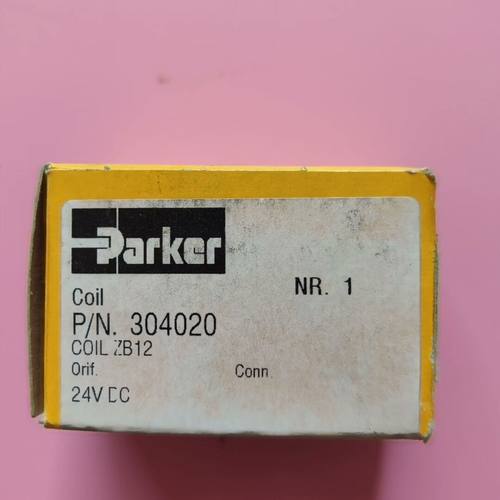 Parker
NR. 1
Coil
P/N. 304020
COIL ZB12
Orif. Conn.
24V DC